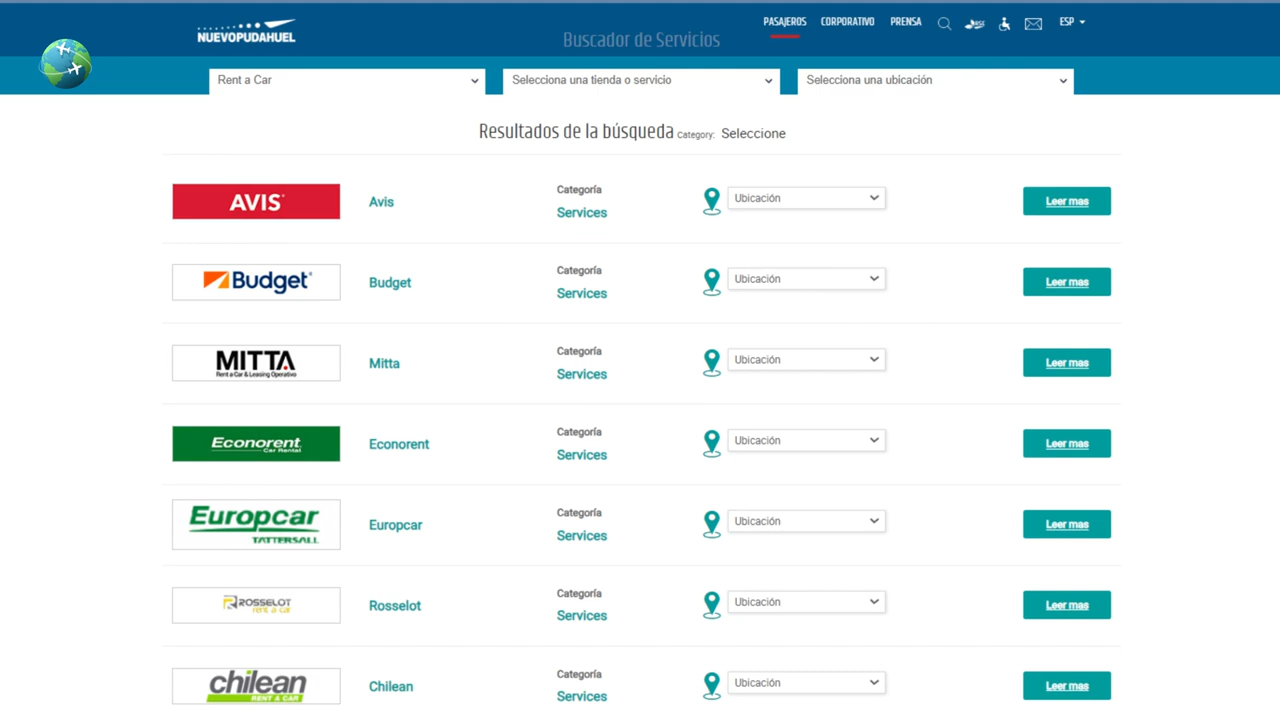 NUEVOPUDAHUEL
PASAJEROS CORPORATIVO PRENSA ESP
Buscador de Servicios
Rent a Car Selecciona una tienda o servicio Selecciona una ubicación
Resultados de la búsqueda Category: Seleccione
AVIS Avis Categoría Services Ubicación Leer mas
Budget Budget Categoría Services Ubicación Leer mas
MITTA Rent a Car & Leasing Operativo Mitta Categoría Services Ubicación Leer mas
Econorent Car Rental Econorent Categoría Services Ubicación Leer mas
Europcar TATTERSALL Europcar Categoría Services Ubicación Leer mas
ROSSELOT rent a car Rosselot Categoría Services Ubicación Leer mas
chilean RENT A CAR Chilean Categoría Services Ubicación Leer mas